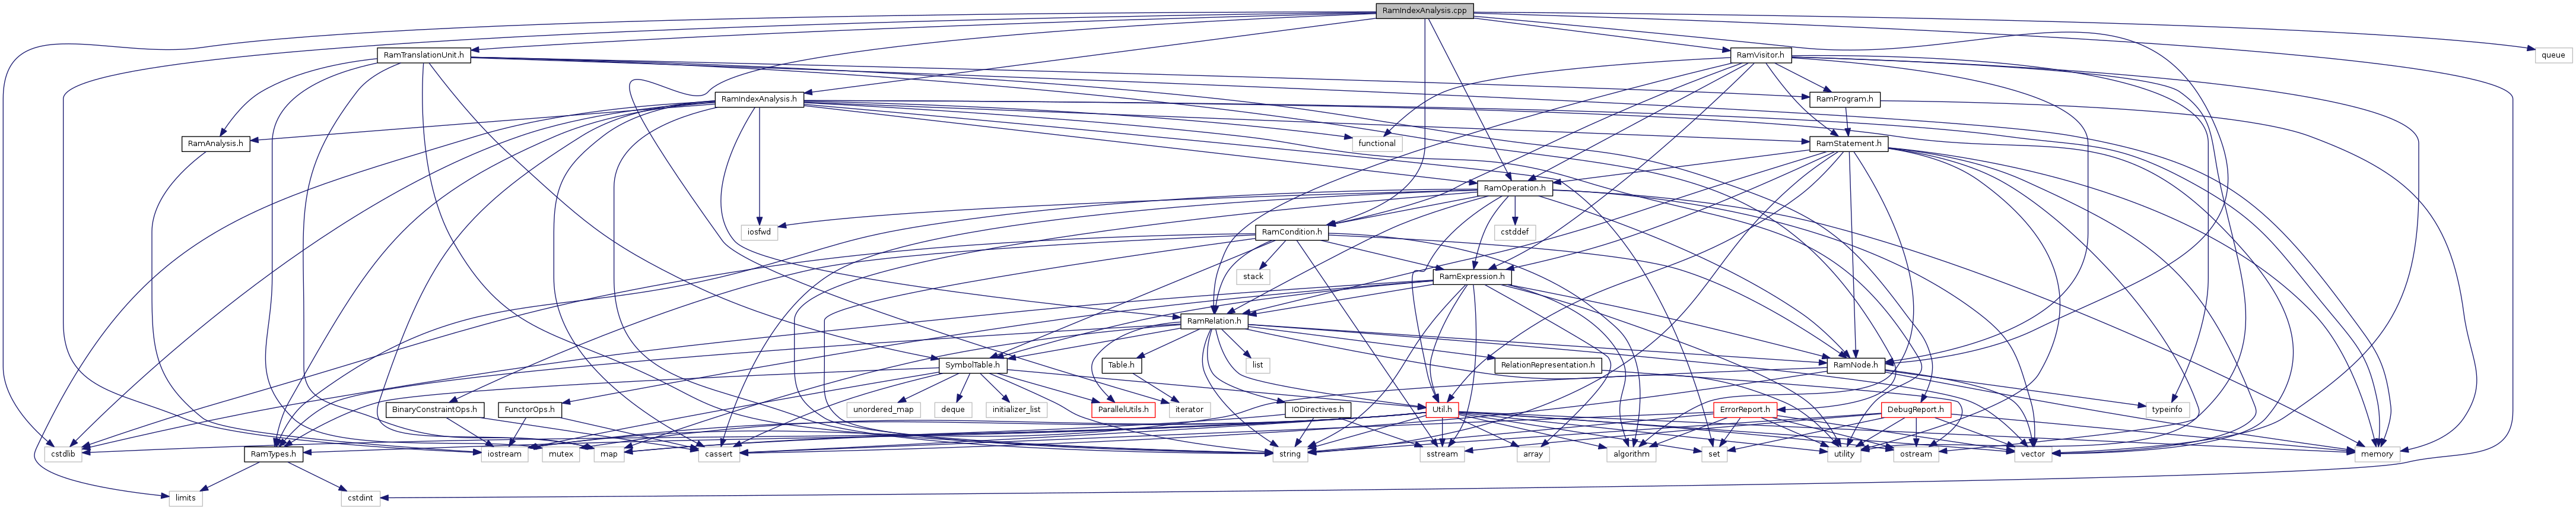 RamIndexAnalysis.cpp
RamTranslationUnit.h
RamVisitor.h
queue
RamIndexAnalysis.h
RamProgram.h
RamAnalysis.h
functional
RamStatement.h
RamOperation.h
iosfwd
RamCondition.h
cstddef
stack
RamExpression.h
RamRelation.h
SymbolTable.h
Table.h
list
RelationRepresentation.h
RamNode.h
BinaryConstraintOps.h
FunctorOps.h
unordered_map
deque
initializer_list
ParallelUtils.h
iterator
IODirectives.h
Util.h
ErrorReport.h
DebugReport.h
typeinfo
cstdlib
RamTypes.h
iostream
mutex
map
cassert
string
sstream
array
algorithm
set
utility
ostream
vector
memory
limits
cstdint